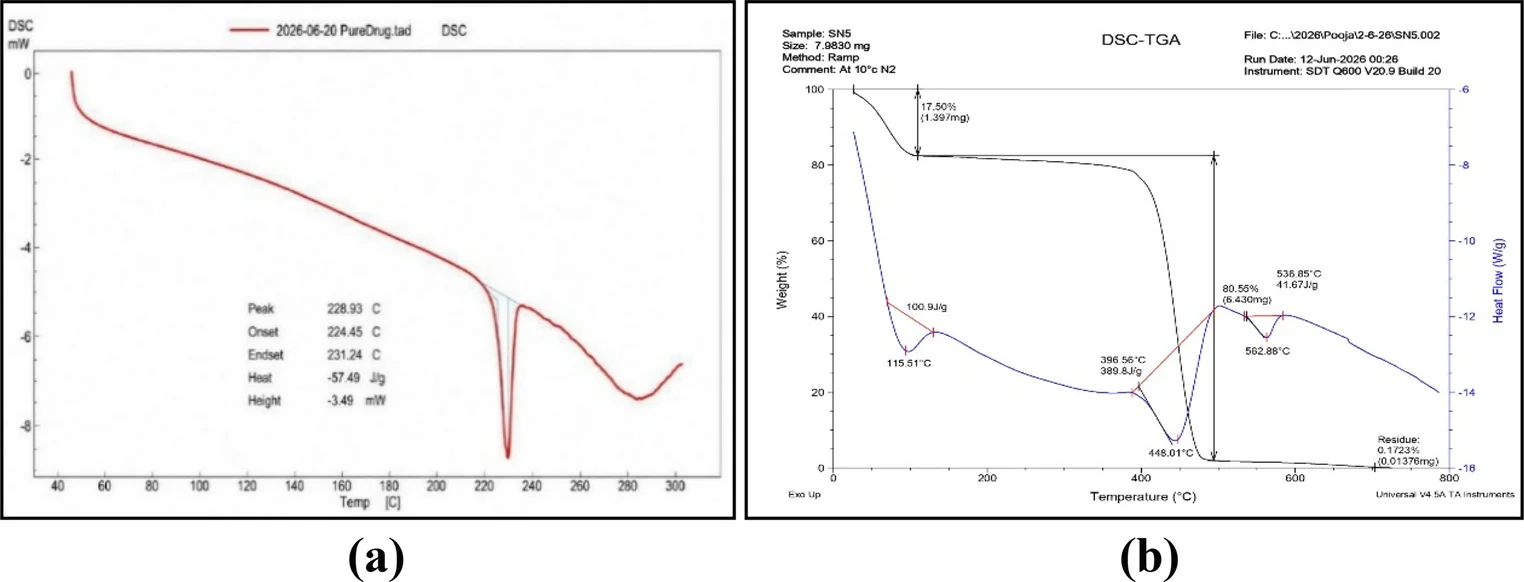 DSC
mW
2026-06-20 PureDrug.tad DSC
0
-2
-4
-6
-8
Peak 228.93 C
Onset 224.45 C
Endset 231.24 C
Heat -57.49 J/g
Height -3.49 mW
40 60 80 100 120 140 160 180 200 220 240 260 280 300
Temp [C]
(a)
Sample: SN5
Size: 7.9830 mg
Method: Ramp
Comment: At 10°c N2
DSC-TGA
File: C:...\2026\Pooja\2-6-26\SN5.002
Run Date: 12-Jun-2026 00:26
Instrument: SDT Q600 V20.9 Build 20
100
80
60
40
20
0
Weight (%)
17.50%
(1.397mg)
100.9J/g
115.51°C
396.56°C
389.8J/g
448.01°C
80.55%
(6.430mg)
536.85°C
41.67J/g
562.88°C
Residue:
0.1723%
(0.01376mg)
-6
-8
-10
-12
-14
-16
-18
Heat Flow (W/g)
0 200 400 600 800
Exo Up
Temperature (°C)
Universal V4.5A TA Instruments
(b)